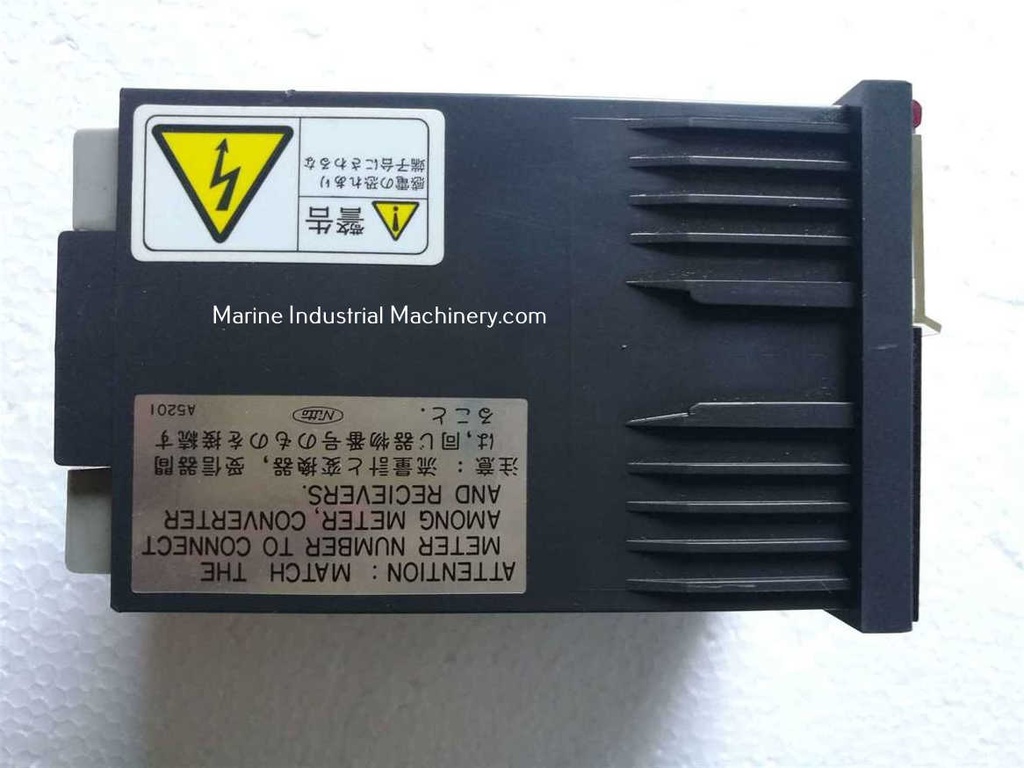 警告
感電の恐れあり
端子台にさわるな
Marine Industrial Machinery.com
ATTENTION : MATCH THE
METER NUMBER TO CONNECT
AMONG METER, CONVERTER
AND RECIEVERS.
注意 : 流量計と変換器, 受信器間
は, 同じ器物番号のものを接続す
ること.
Nitto
A5201